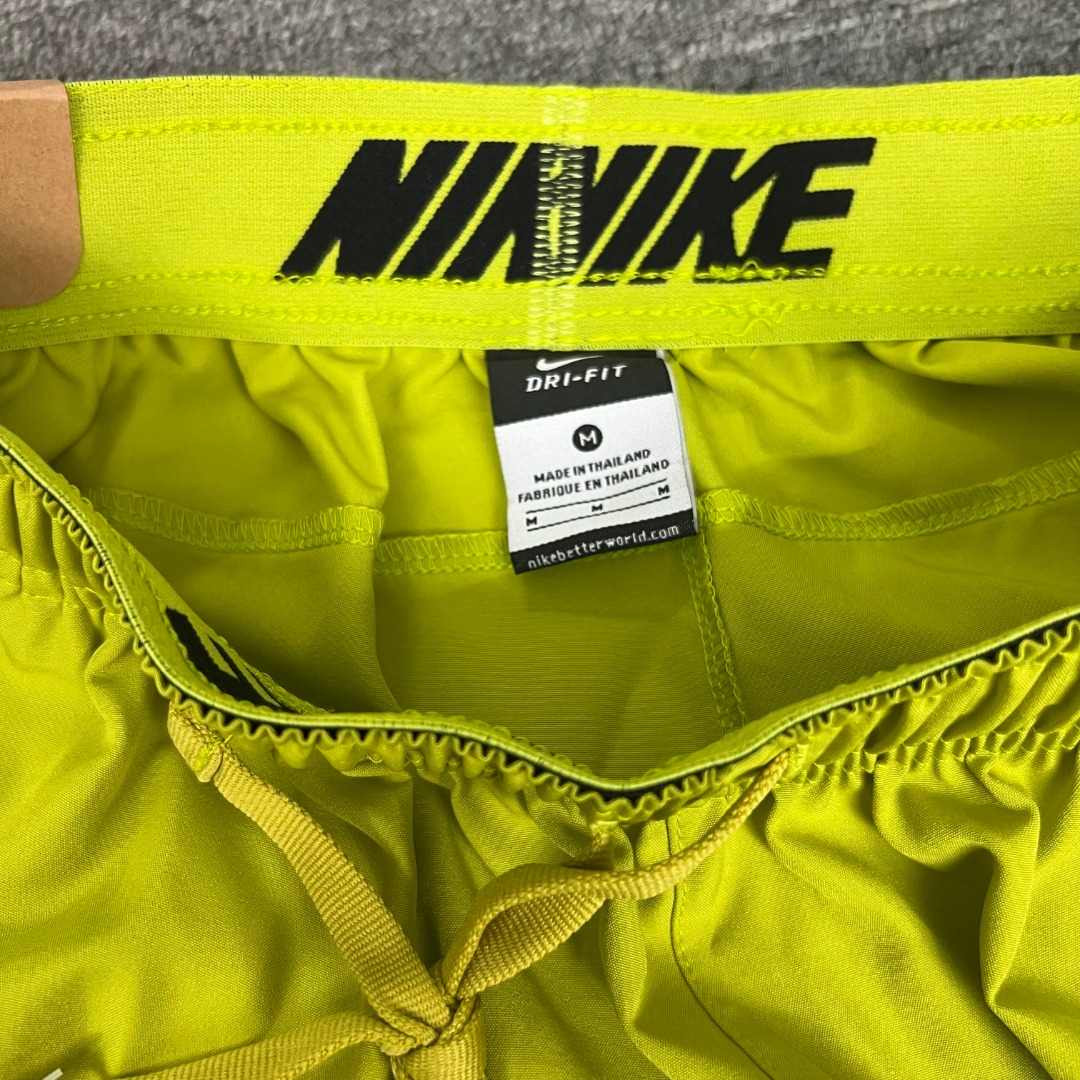 NINIKE
DRI-FIT
M
MADE IN THAILAND
FABRIQUE EN THAILAND
M M M
nikebetterworld.com